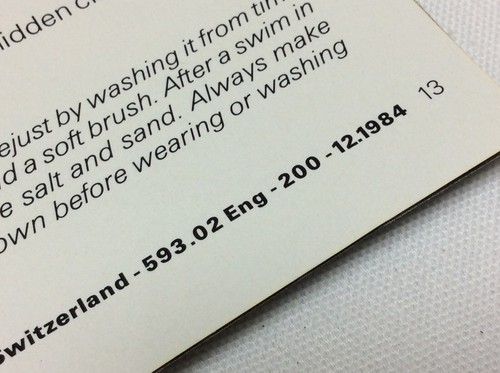 idden c
ejust by washing it from tim
d a soft brush. After a swim in
e salt and sand. Always make
own before wearing or washing
13
Switzerland - 593.02 Eng - 200 - 12.1984